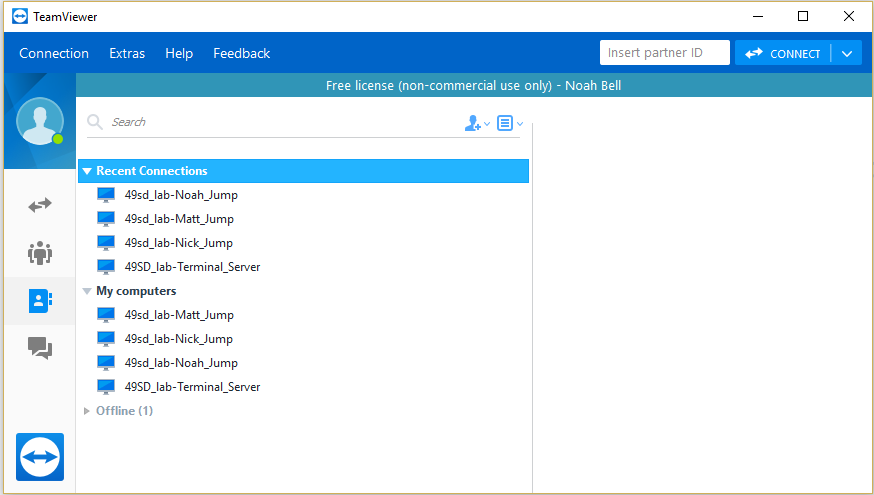 TeamViewer
Connection Extras Help Feedback Insert partner ID CONNECT
Free license (non-commercial use only) - Noah Bell
Search
Recent Connections
49sd_lab-Noah_Jump
49sd_lab-Matt_Jump
49sd_lab-Nick_Jump
49SD_lab-Terminal_Server
My computers
49sd_lab-Matt_Jump
49sd_lab-Nick_Jump
49sd_lab-Noah_Jump
49SD_lab-Terminal_Server
Offline (1)